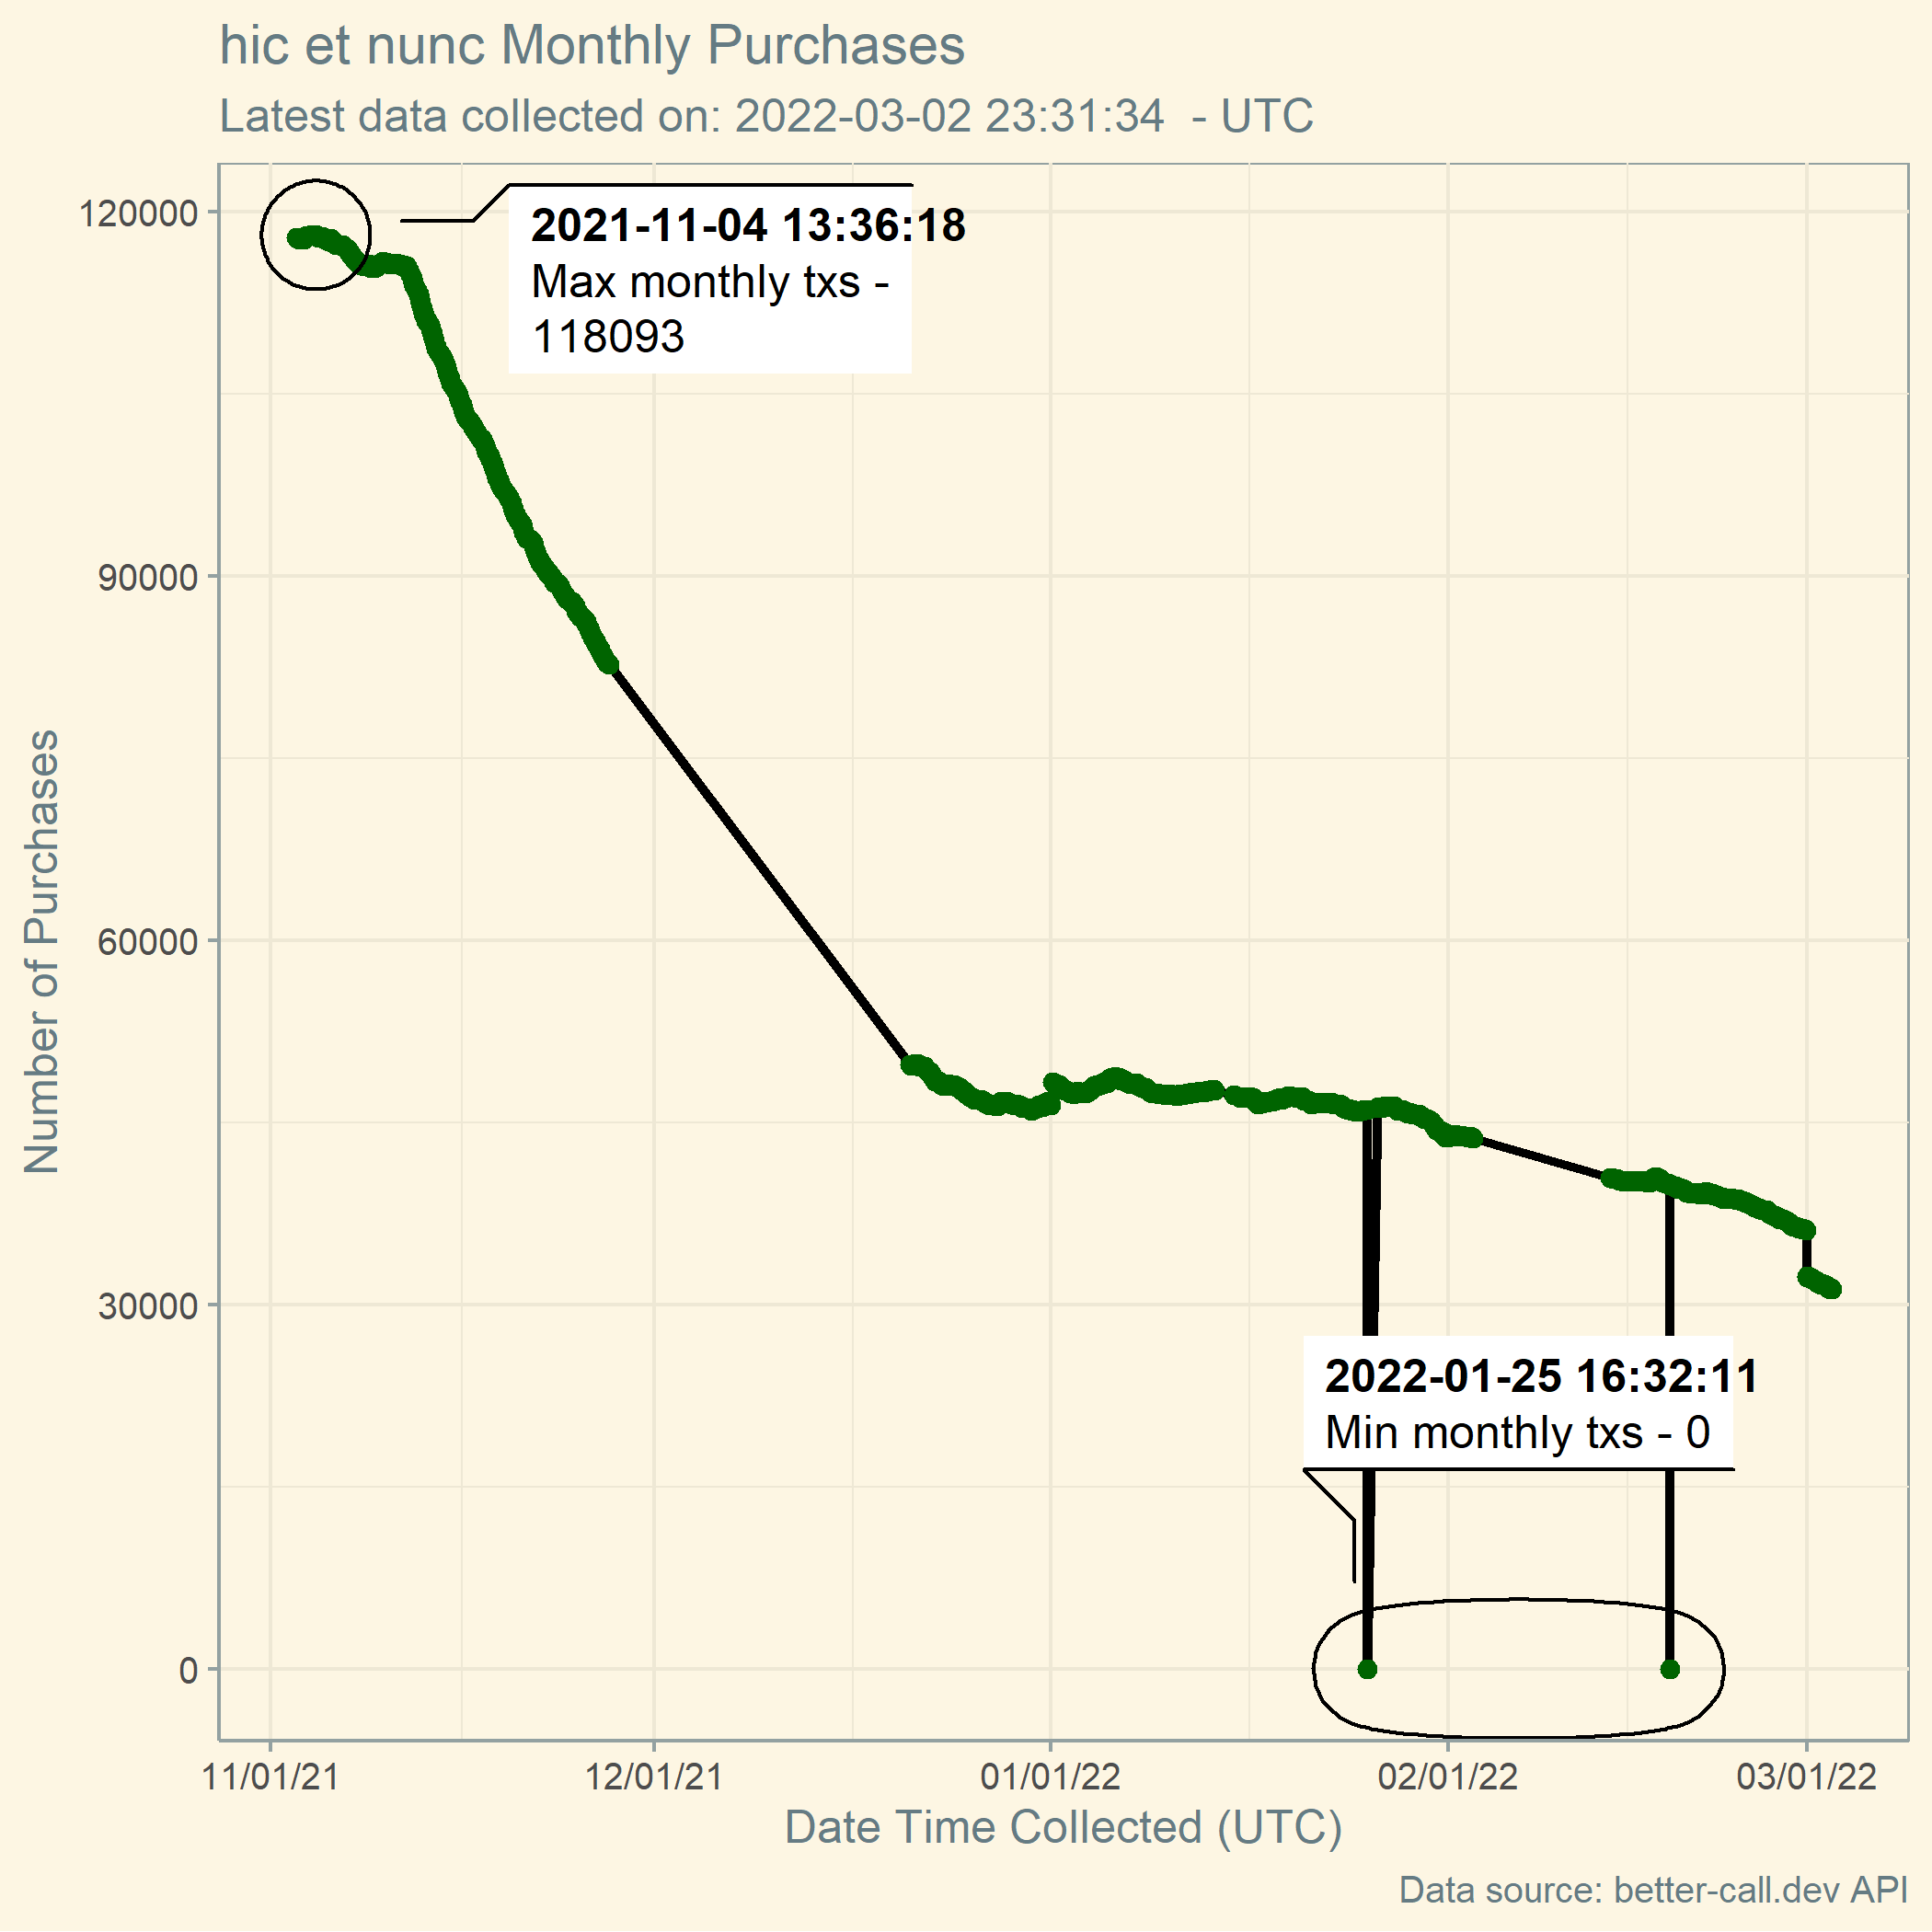 hic et nunc Monthly Purchases
Latest data collected on: 2022-03-02 23:31:34  - UTC
120000
90000
60000
30000
0
Number of Purchases
2021-11-04 13:36:18
Max monthly txs -
118093
2022-01-25 16:32:11
Min monthly txs - 0
11/01/21
12/01/21
01/01/22
02/01/22
03/01/22
Date Time Collected (UTC)
Data source: better-call.dev API